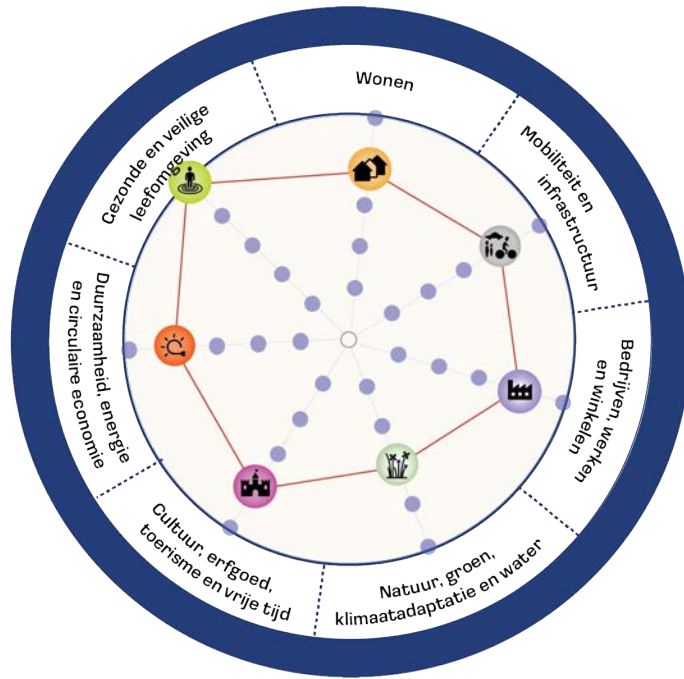 Wonen
Mobiliteit en
infrastructuur
Bedrijven, werken
en winkelen
Natuur, groen,
klimaatadaptatie en water
Cultuur, erfgoed,
toerisme en vrije tijd
Duurzaamheid, energie
en circulaire economie
Gezonde en veilige
leefomgeving